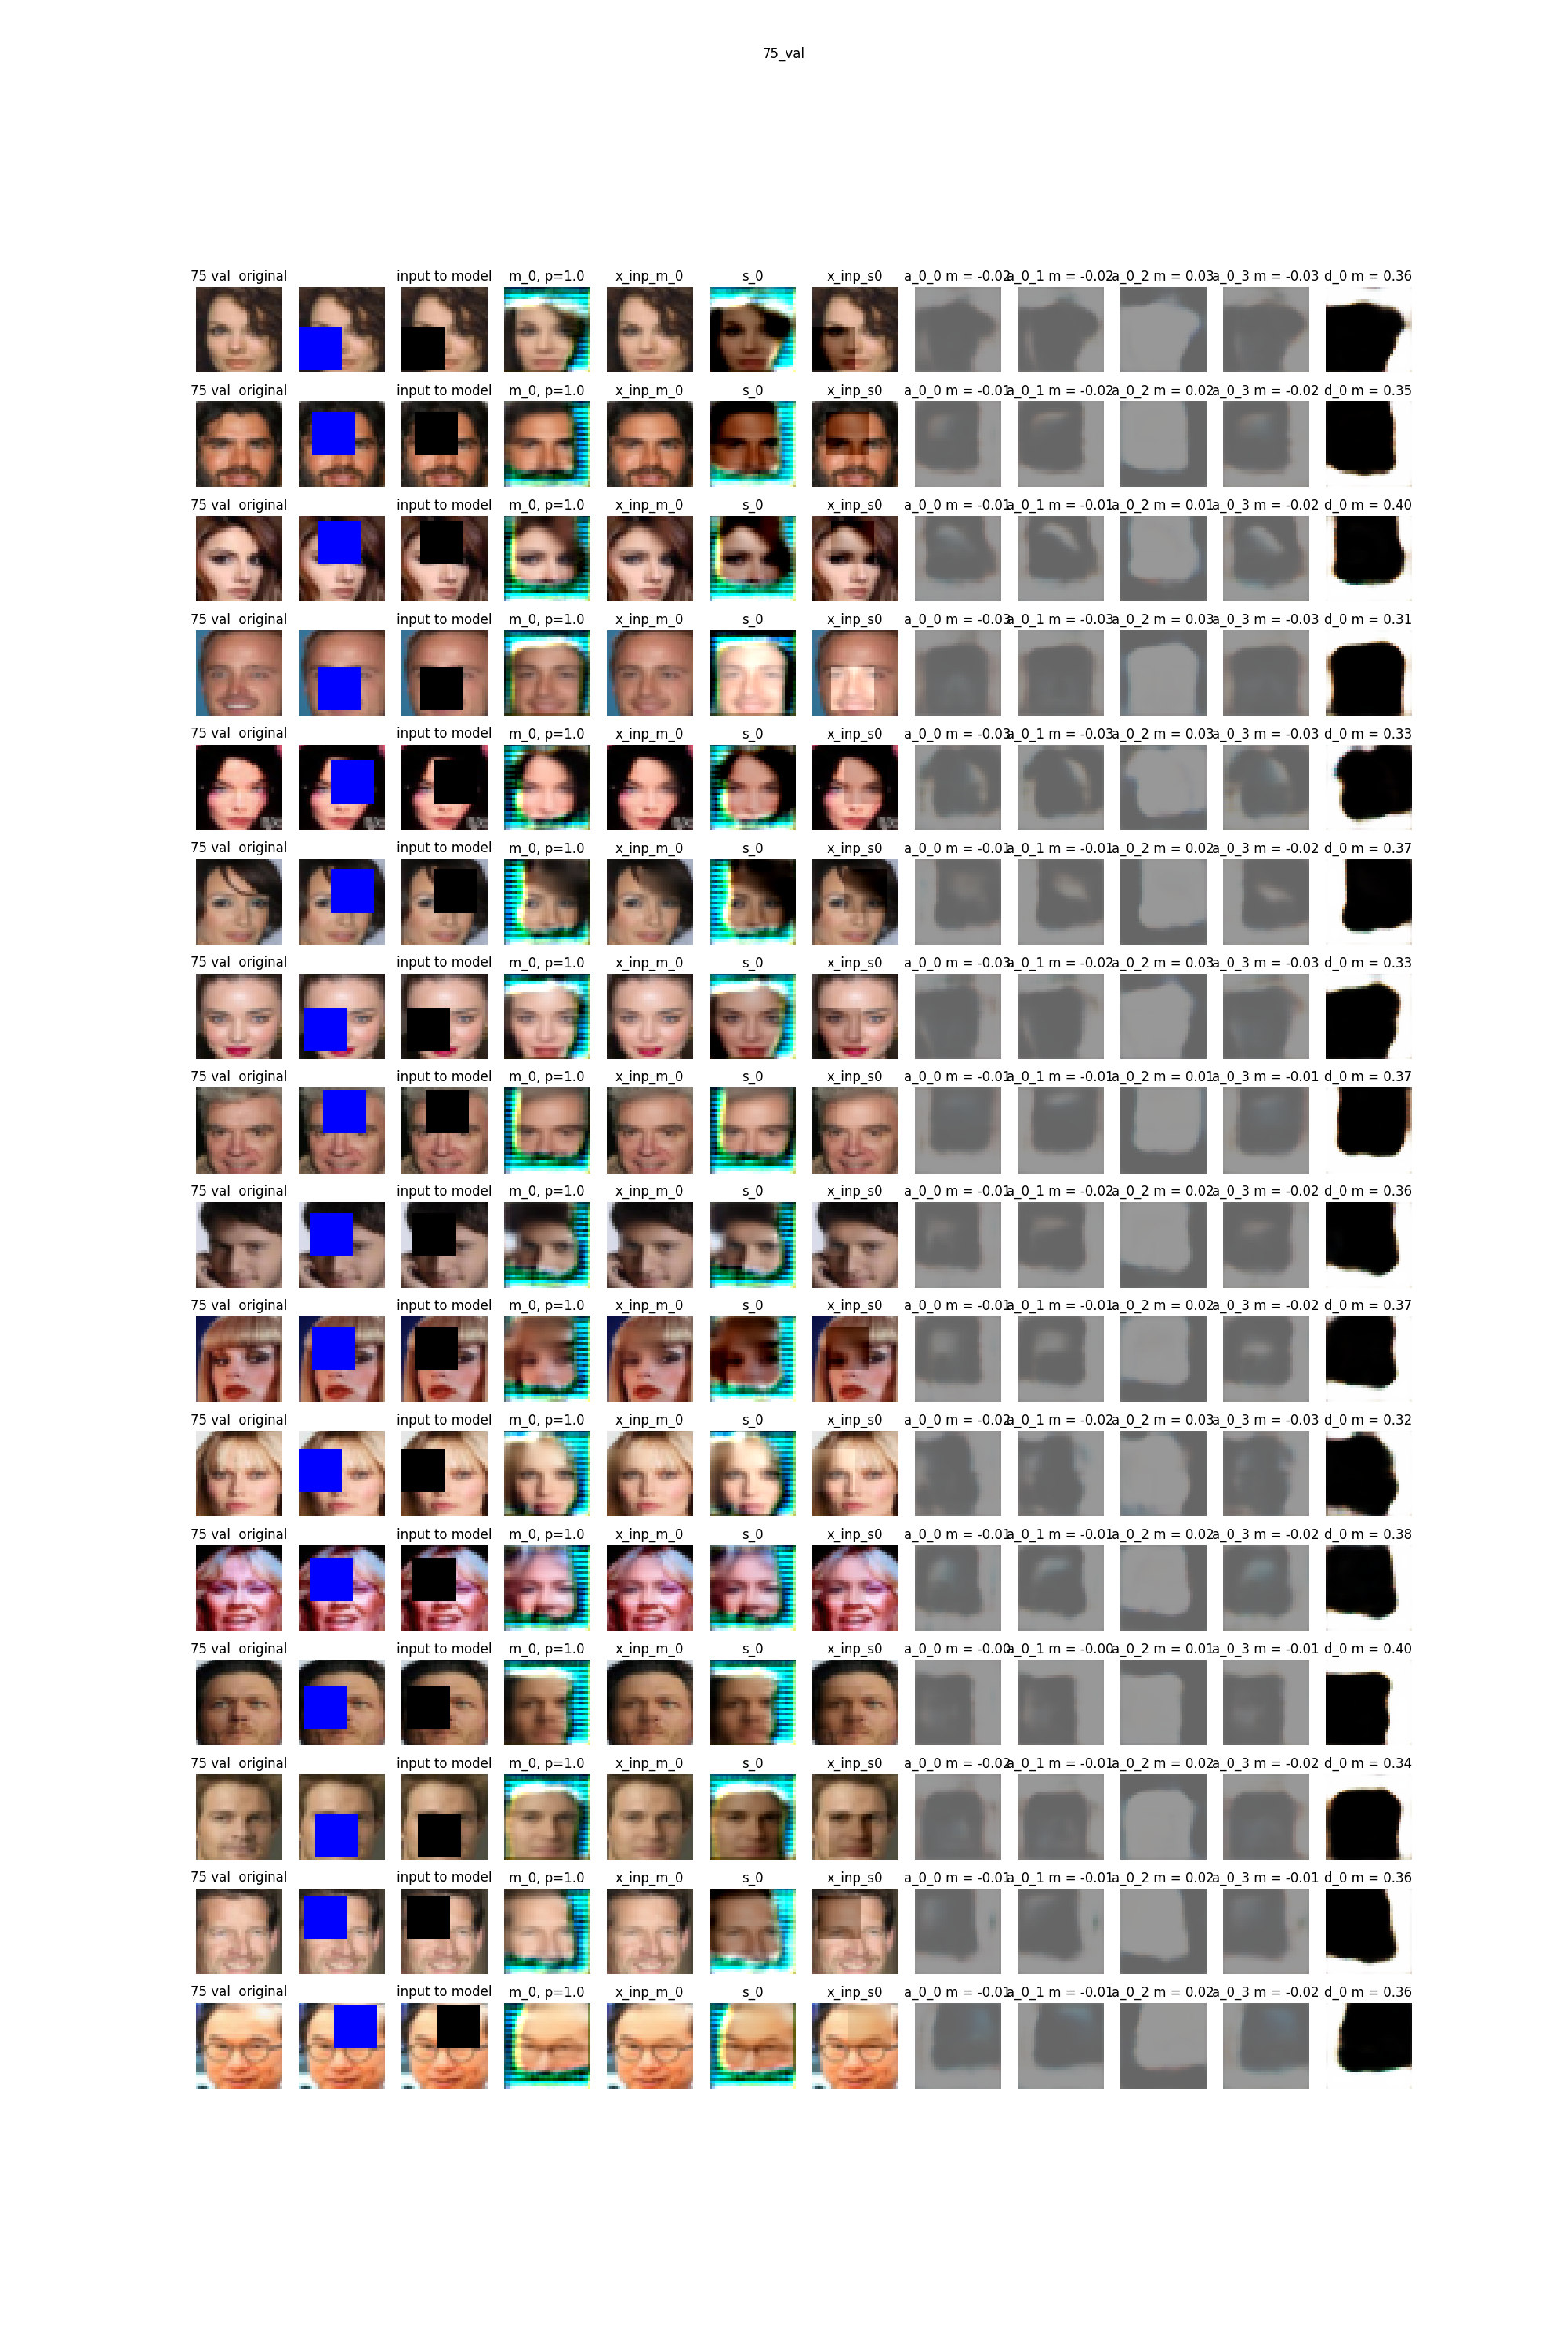 75_val
75 val original input to model m_0, p=1.0 x_inp_m_0 s_0 x_inp_s0 a_0_0 m = -0.02 a_0_1 m = -0.02 a_0_2 m = 0.03 a_0_3 m = -0.03 d_0 m = 0.36
75 val original input to model m_0, p=1.0 x_inp_m_0 s_0 x_inp_s0 a_0_0 m = -0.01 a_0_1 m = -0.02 a_0_2 m = 0.02 a_0_3 m = -0.02 d_0 m = 0.35
75 val original input to model m_0, p=1.0 x_inp_m_0 s_0 x_inp_s0 a_0_0 m = -0.01 a_0_1 m = -0.01 a_0_2 m = 0.01 a_0_3 m = -0.02 d_0 m = 0.40
75 val original input to model m_0, p=1.0 x_inp_m_0 s_0 x_inp_s0 a_0_0 m = -0.03 a_0_1 m = -0.03 a_0_2 m = 0.03 a_0_3 m = -0.03 d_0 m = 0.31
75 val original input to model m_0, p=1.0 x_inp_m_0 s_0 x_inp_s0 a_0_0 m = -0.03 a_0_1 m = -0.03 a_0_2 m = 0.03 a_0_3 m = -0.03 d_0 m = 0.33
75 val original input to model m_0, p=1.0 x_inp_m_0 s_0 x_inp_s0 a_0_0 m = -0.01 a_0_1 m = -0.01 a_0_2 m = 0.02 a_0_3 m = -0.02 d_0 m = 0.37
75 val original input to model m_0, p=1.0 x_inp_m_0 s_0 x_inp_s0 a_0_0 m = -0.03 a_0_1 m = -0.02 a_0_2 m = 0.03 a_0_3 m = -0.03 d_0 m = 0.33
75 val original input to model m_0, p=1.0 x_inp_m_0 s_0 x_inp_s0 a_0_0 m = -0.01 a_0_1 m = -0.01 a_0_2 m = 0.01 a_0_3 m = -0.01 d_0 m = 0.37
75 val original input to model m_0, p=1.0 x_inp_m_0 s_0 x_inp_s0 a_0_0 m = -0.01 a_0_1 m = -0.02 a_0_2 m = 0.02 a_0_3 m = -0.02 d_0 m = 0.36
75 val original input to model m_0, p=1.0 x_inp_m_0 s_0 x_inp_s0 a_0_0 m = -0.01 a_0_1 m = -0.01 a_0_2 m = 0.02 a_0_3 m = -0.02 d_0 m = 0.37
75 val original input to model m_0, p=1.0 x_inp_m_0 s_0 x_inp_s0 a_0_0 m = -0.02 a_0_1 m = -0.02 a_0_2 m = 0.03 a_0_3 m = -0.03 d_0 m = 0.32
75 val original input to model m_0, p=1.0 x_inp_m_0 s_0 x_inp_s0 a_0_0 m = -0.01 a_0_1 m = -0.01 a_0_2 m = 0.02 a_0_3 m = -0.02 d_0 m = 0.38
75 val original input to model m_0, p=1.0 x_inp_m_0 s_0 x_inp_s0 a_0_0 m = -0.00 a_0_1 m = -0.00 a_0_2 m = 0.01 a_0_3 m = -0.01 d_0 m = 0.40
75 val original input to model m_0, p=1.0 x_inp_m_0 s_0 x_inp_s0 a_0_0 m = -0.02 a_0_1 m = -0.01 a_0_2 m = 0.02 a_0_3 m = -0.02 d_0 m = 0.34
75 val original input to model m_0, p=1.0 x_inp_m_0 s_0 x_inp_s0 a_0_0 m = -0.01 a_0_1 m = -0.01 a_0_2 m = 0.02 a_0_3 m = -0.01 d_0 m = 0.36
75 val original input to model m_0, p=1.0 x_inp_m_0 s_0 x_inp_s0 a_0_0 m = -0.01 a_0_1 m = -0.01 a_0_2 m = 0.02 a_0_3 m = -0.02 d_0 m = 0.36